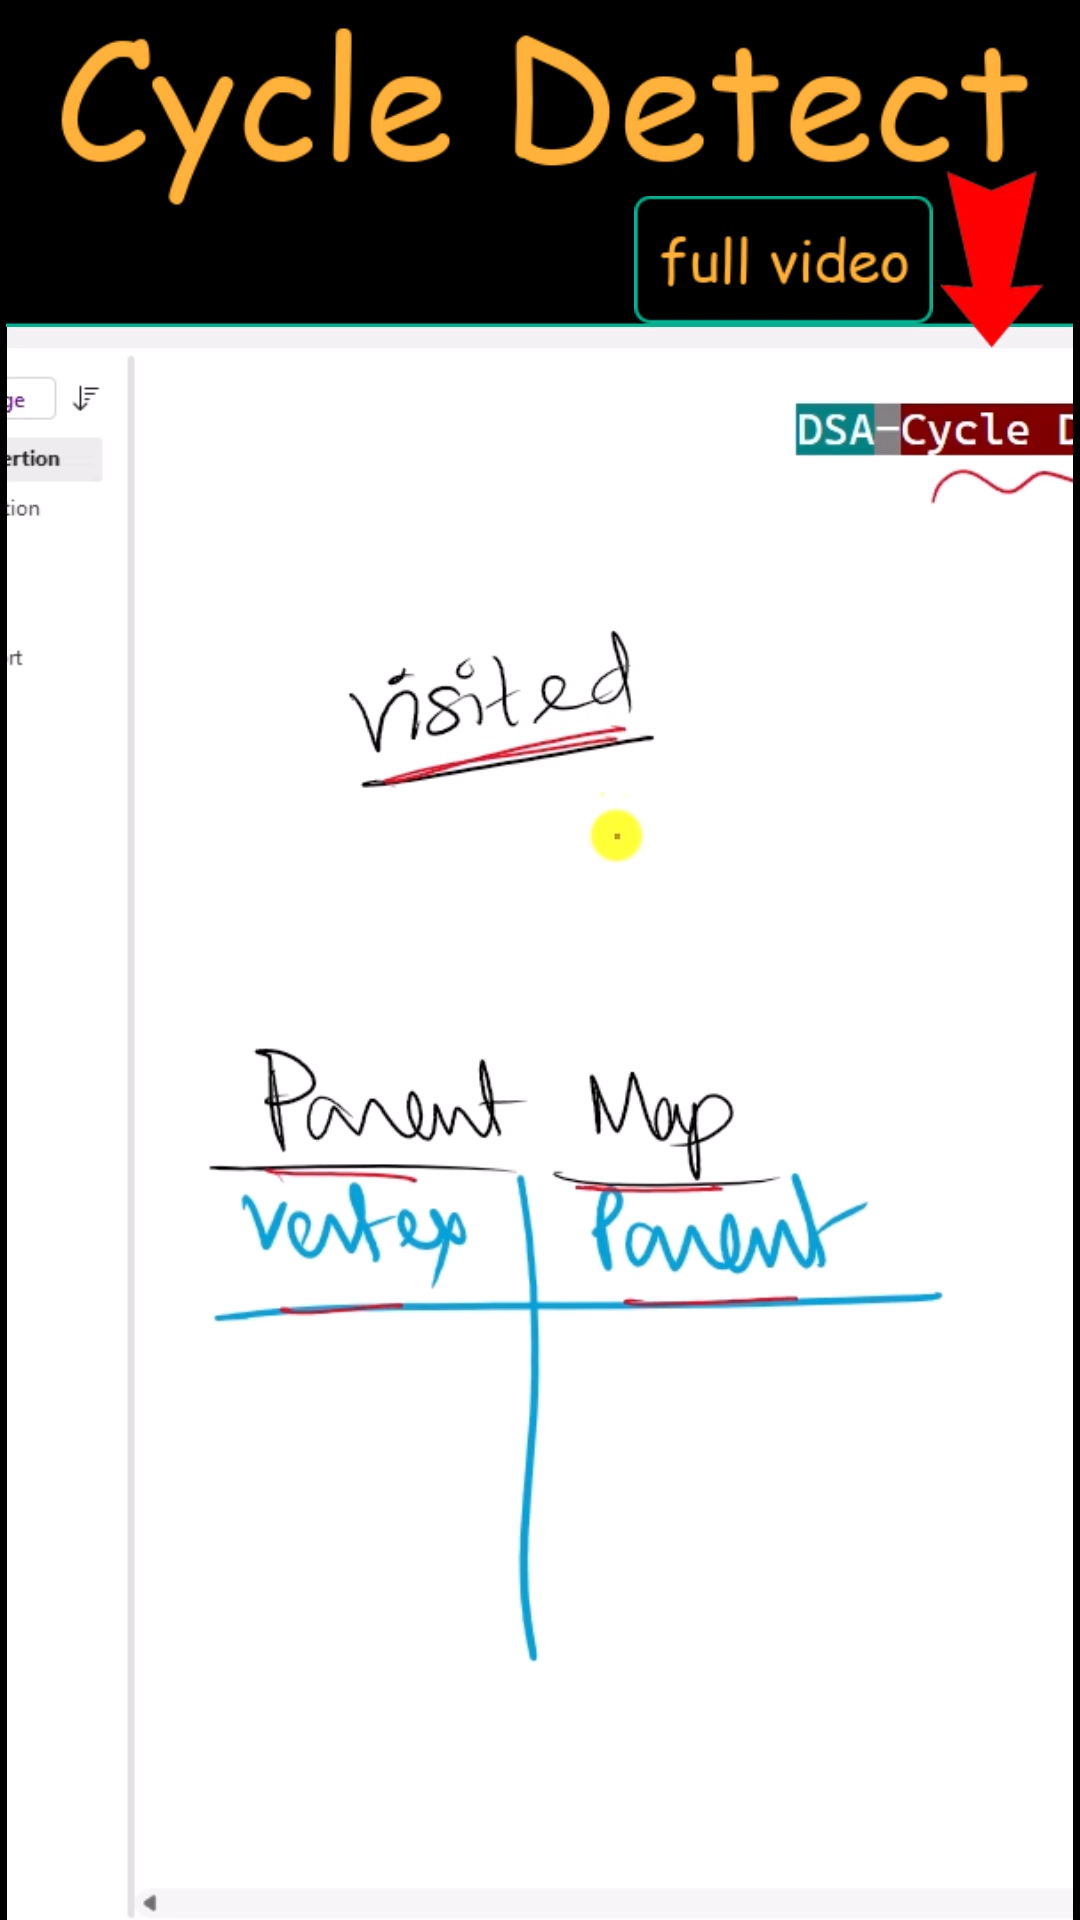 Cycle Detect
full video
ge
DSA-Cycle D
ertion
tion
rt
visited
Parent Map
Vertex Parent